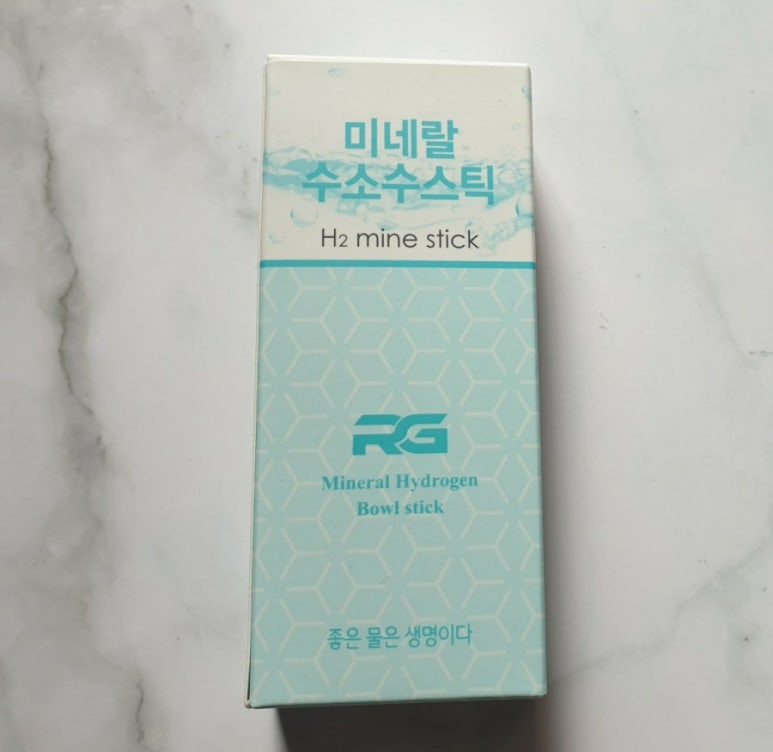 미네랄
수소수스틱
H2 mine stick
RG
Mineral Hydrogen
Bowl stick
좋은 물은 생명이다